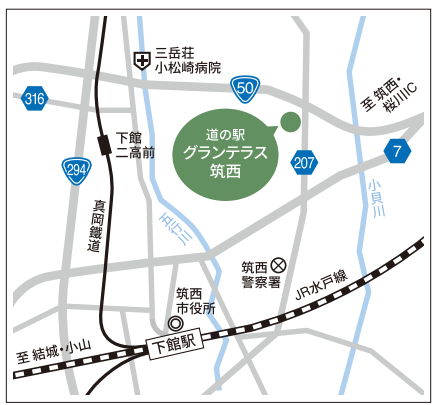 三岳荘
小松崎病院
50
至 筑西・
桜川IC
316
道の駅
グランテラス
筑西
下館
二高前
7
207
294
小貝川
真岡鐵道
五行川
筑西
警察署
JR水戸線
筑西
市役所
下館駅
至 結城・小山